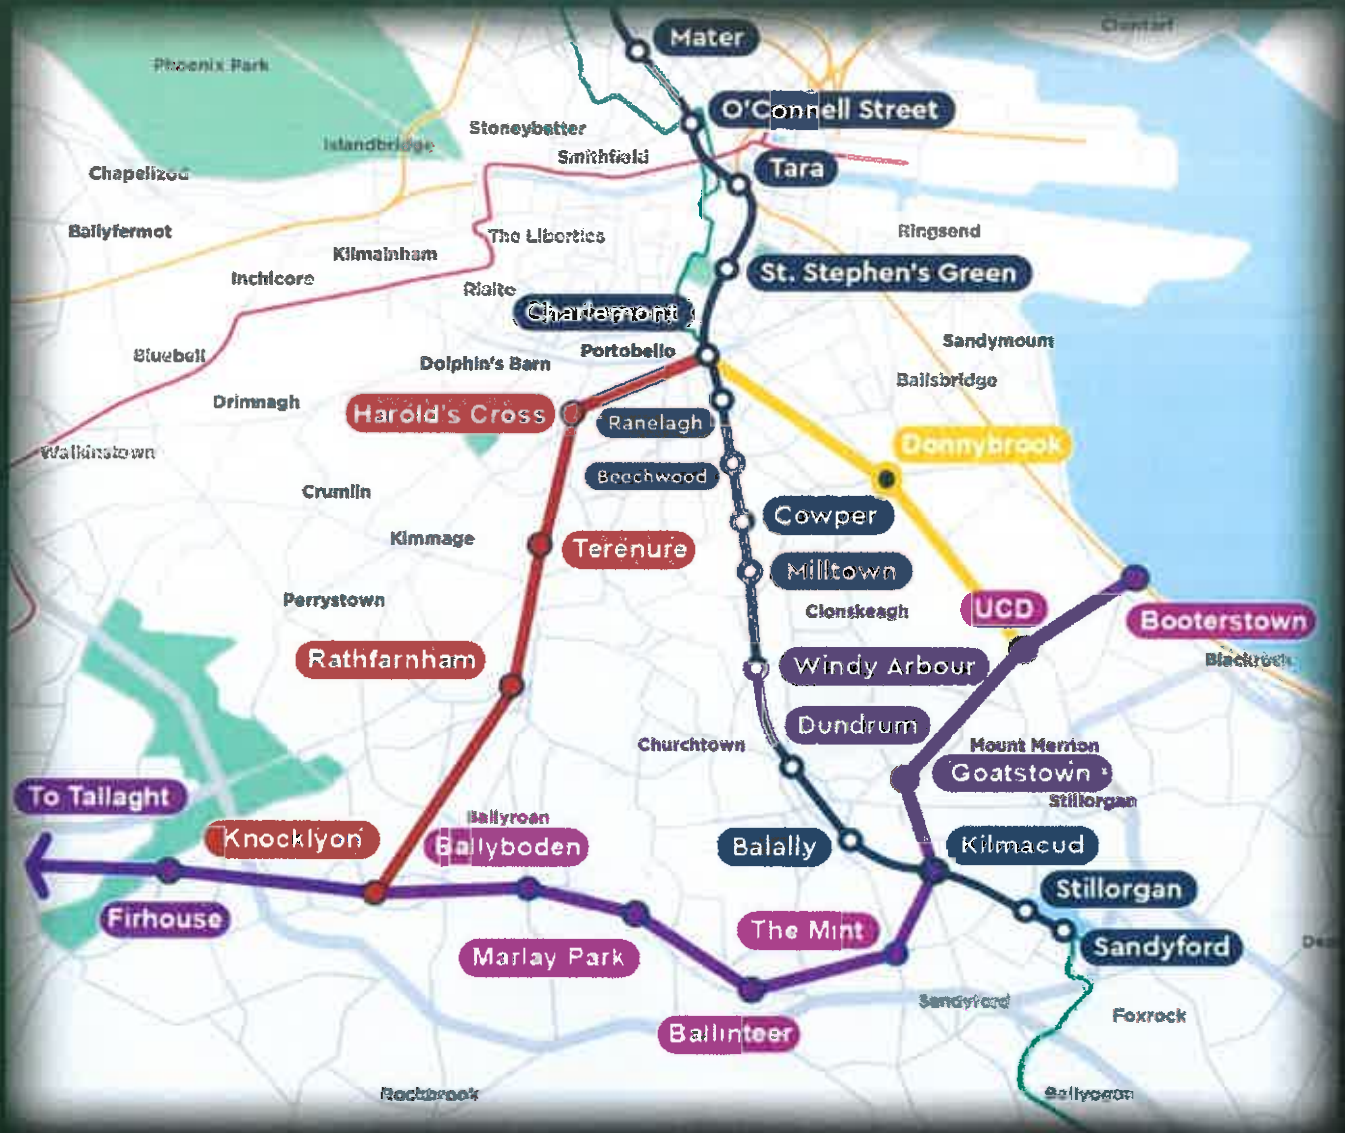 Clontarf
Mater
Phoenix Park
O'Connell Street
Stoneybatter
Islandbridge
Smithfield
Tara
Chapelizod
Ballyfermot
The Liberties
Ringsend
Kilmainham
Inchicore
St. Stephen's Green
Rialto
Charlemont
Sandymount
Portobello
Bluebell
Dolphin's Barn
Ballsbridge
Drimnagh
Harold's Cross
Ranelagh
Donnybrook
Walkinstown
Beechwood
Crumlin
Cowper
Kimmage
Terenure
Milltown
Perrystown
Clonskeagh
UCD
Booterstown
Rathfarnham
Windy Arbour
Blackrock
Dundrum
Churchtown
Mount Merrion
Goatstown
Stillorgan
To Tallaght
Ballyroan
Knocklyon
Ballyboden
Balally
Kilmacud
Stillorgan
Firhouse
The Mint
Sandyford
Marlay Park
Sandyford
Foxrock
Ballinteer
Rockbrook
Ballyogan